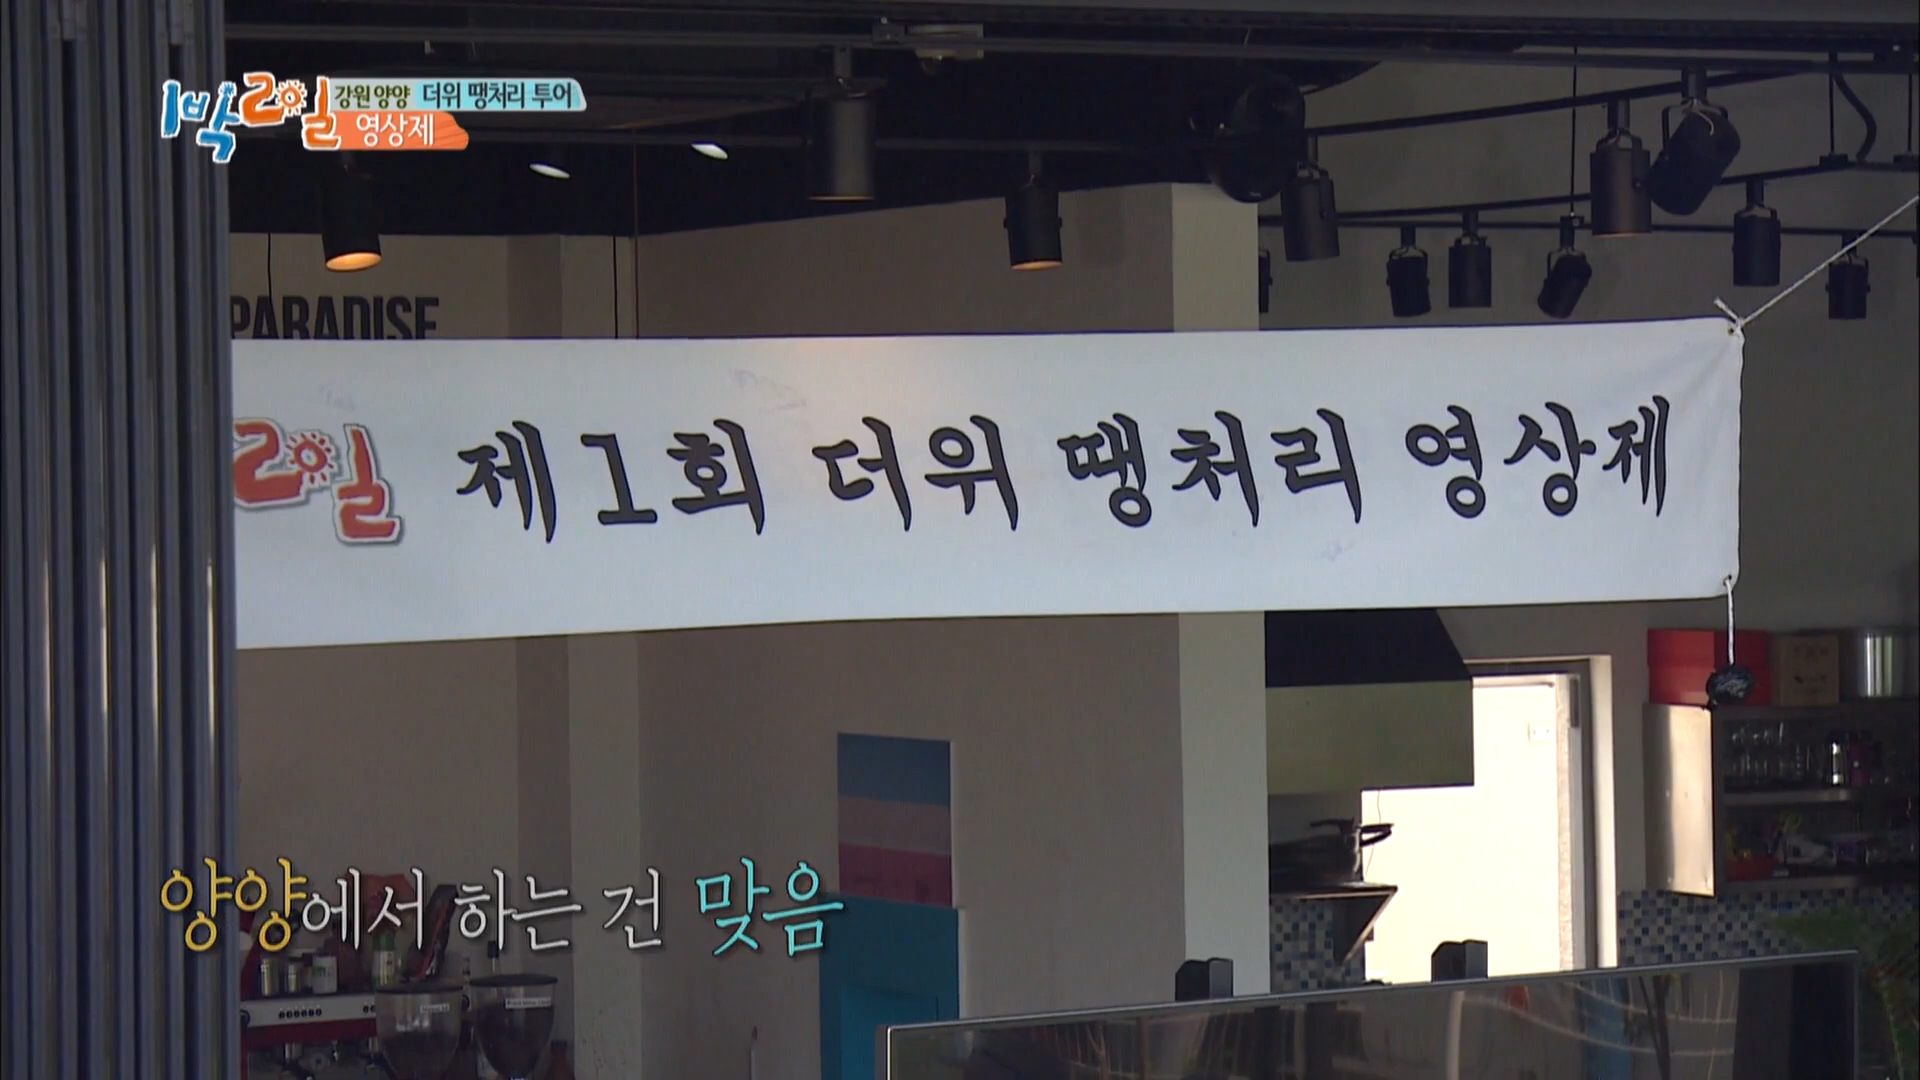 1박2일 강원 양양 더위 땡처리 투어
영상제
PARADISE
2일 제1회 더위 땡처리 영상제
양양에서 하는 건 맞음